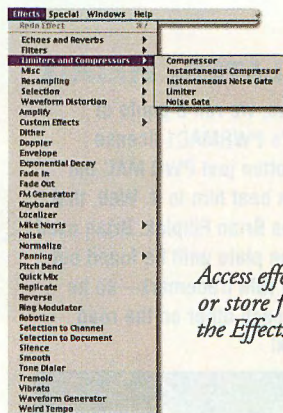 Effects Special Windows Help
Redo Effect
Echoes and Reverbs
Filters
Limiters and Compressors
Misc
Resampling
Selection
Waveform Distortion
Amplify
Custom Effects
Dither
Doppler
Envelope
Exponential Decay
Fade In
Fade Out
FM Generator
Keyboard
Localizer
Mike Norris
Noise
Normalize
Panning
Pitch Bend
Quick Mix
Replicate
Reverse
Ring Modulator
Robotize
Selection to Channel
Selection to Document
Silence
Smooth
Tone Dialer
Tremolo
Vibrato
Waveform Generator
Weird Tempo
Compressor
Instantaneous Compressor
Instantaneous Noise Gate
Limiter
Noise Gate
Access
or store
the Effects